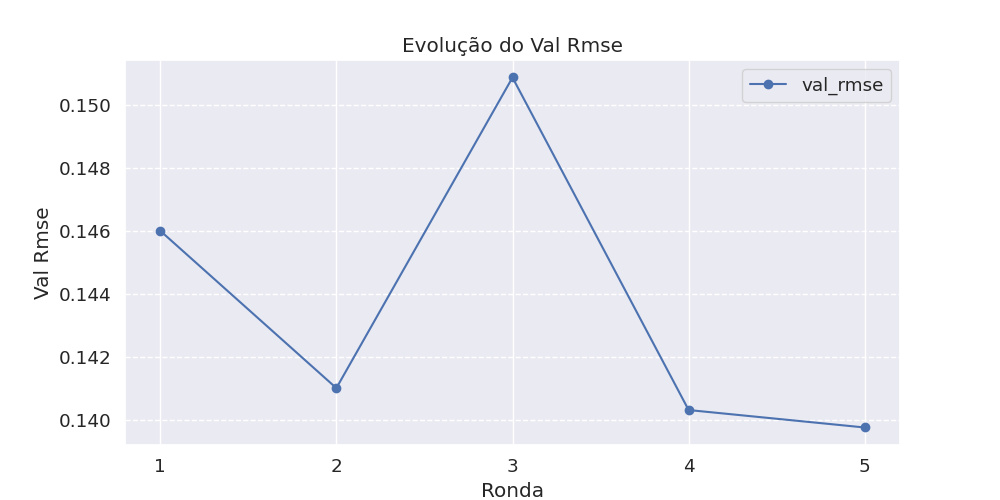 Evolução do Val Rmse
val_rmse
Val Rmse
0.150
0.148
0.146
0.144
0.142
0.140
1 2 3 4 5
Ronda